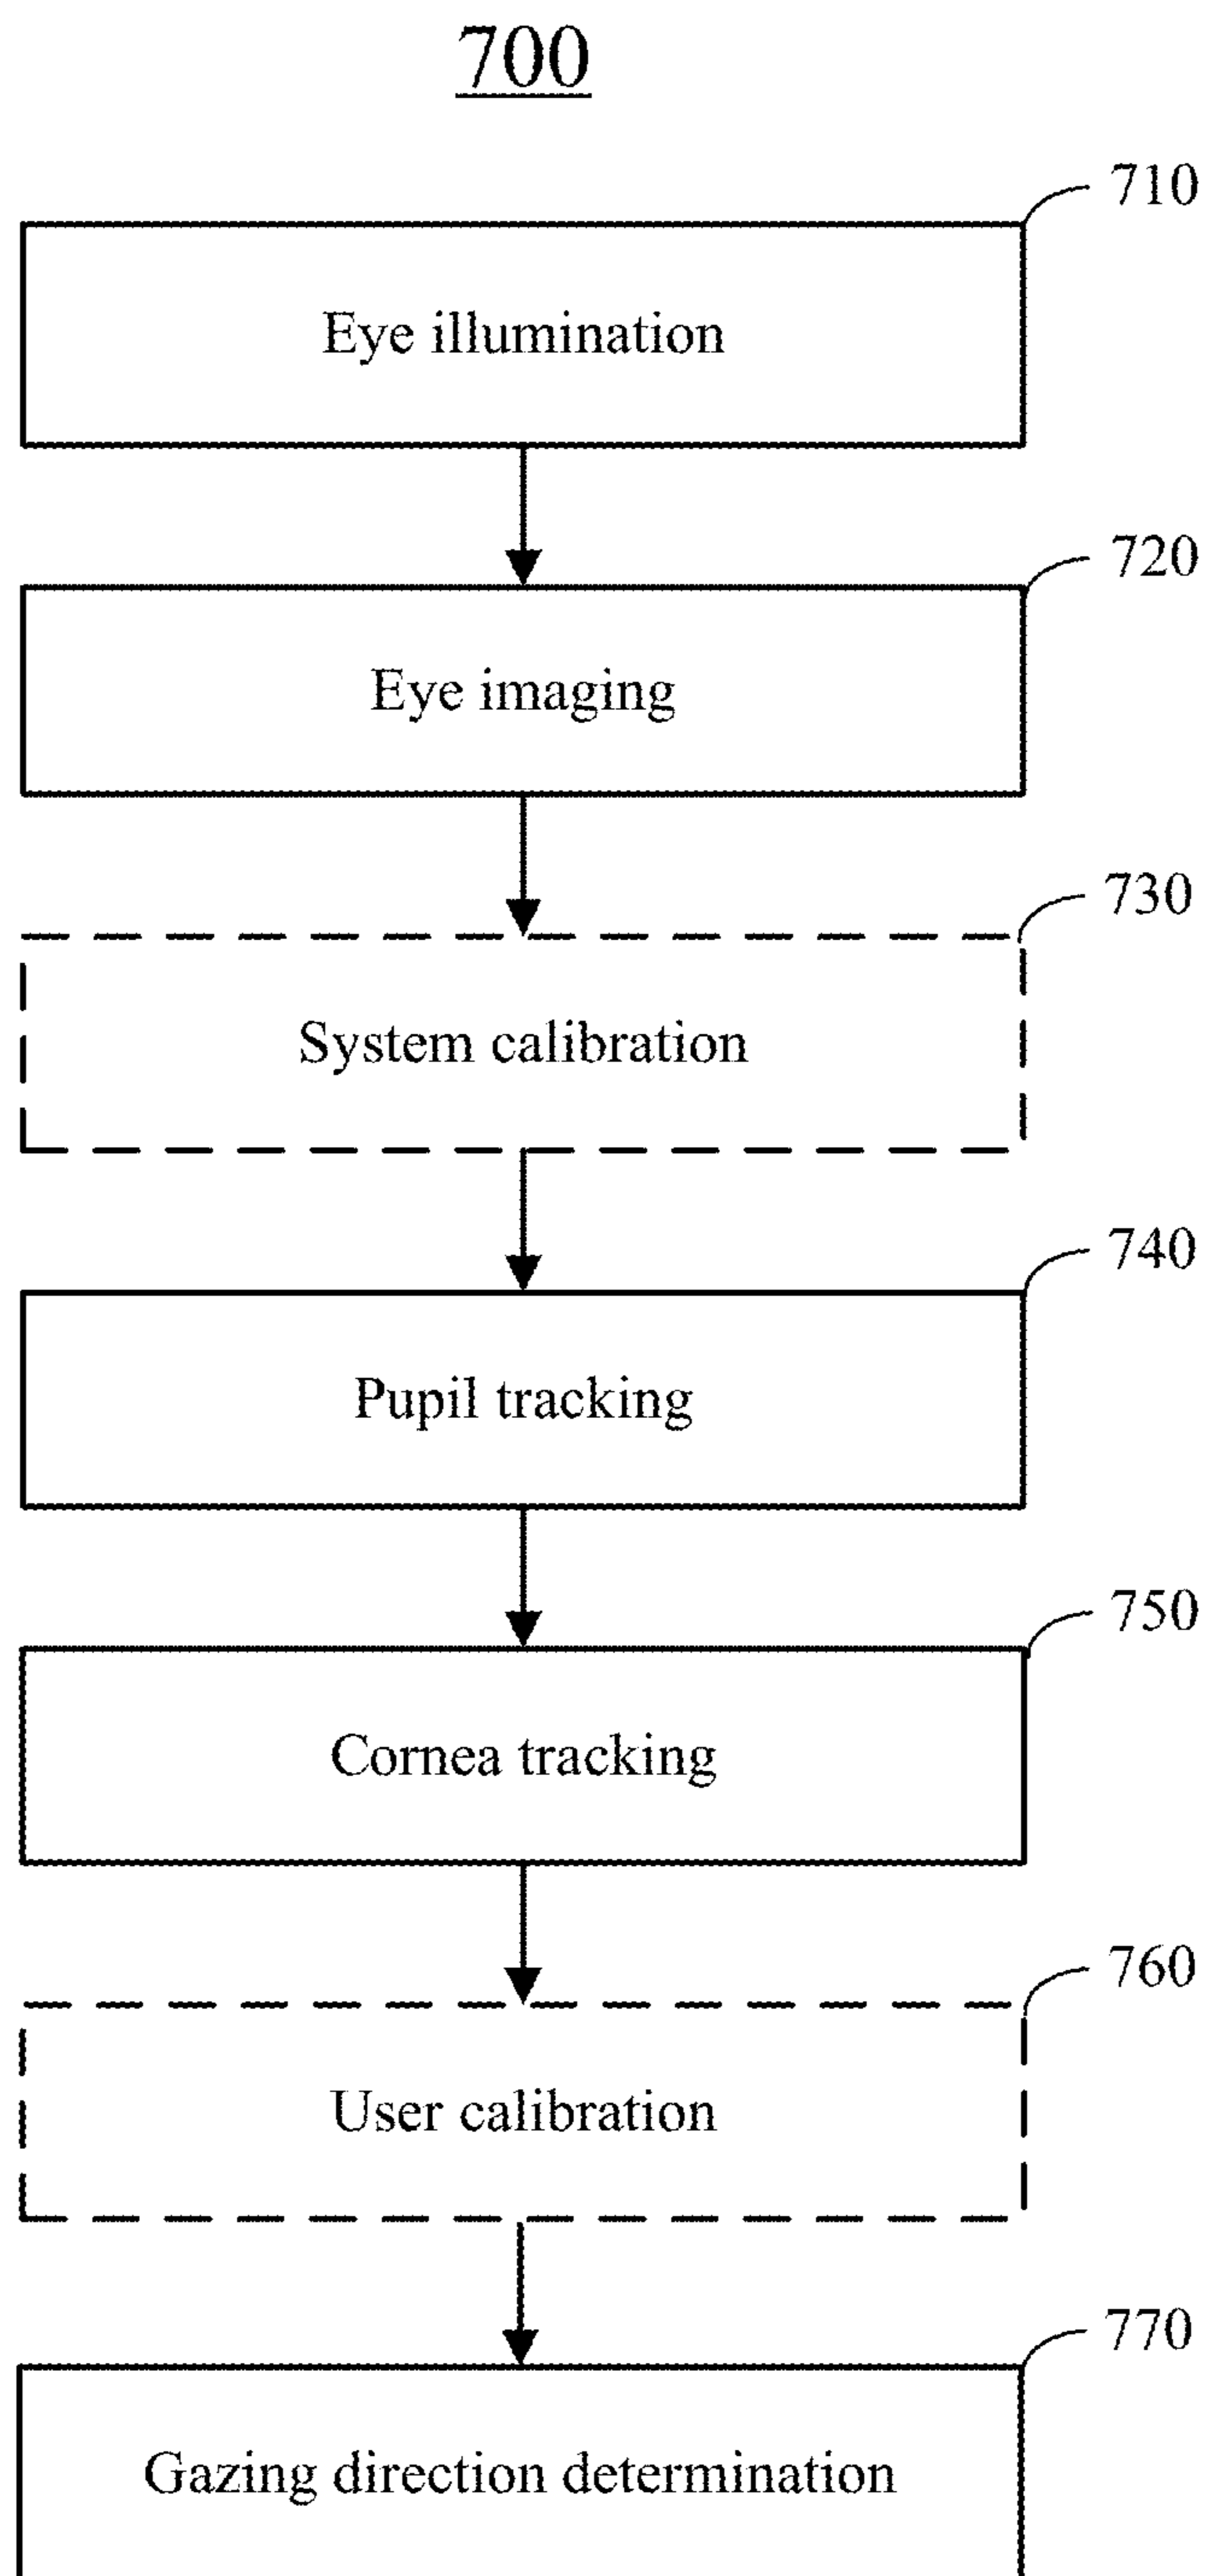 700
710
Eye illumination
720
Eye imaging
730
System calibration
740
Pupil tracking
750
Cornea tracking
760
User calibration
770
Gazing direction determination